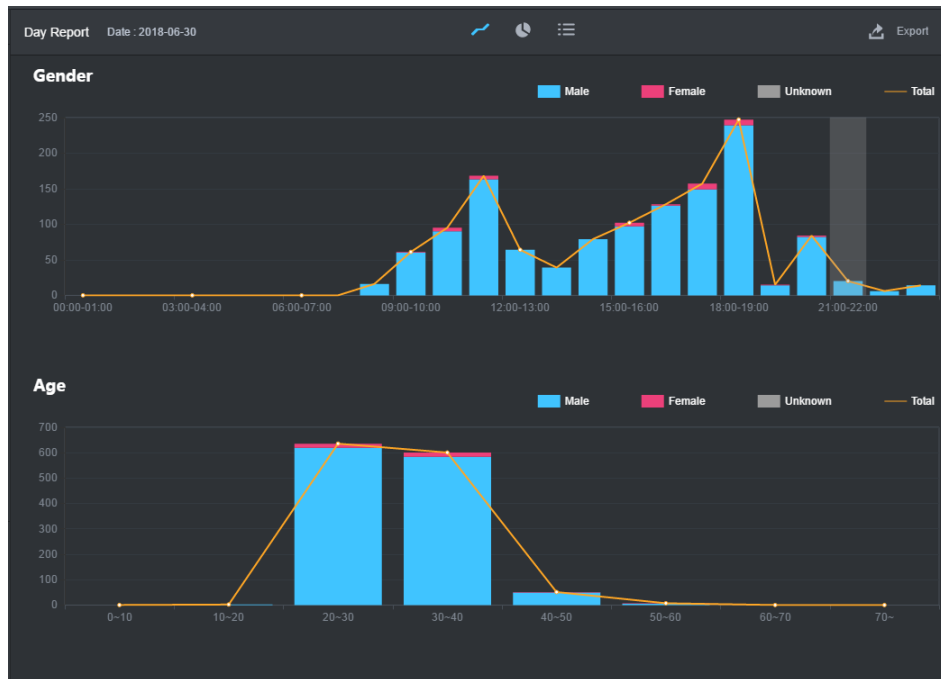 Day Report Date : 2018-06-30 Export
Gender
Male Female Unknown Total
250
200
150
100
50
0
00:00-01:00 03:00-04:00 06:00-07:00 09:00-10:00 12:00-13:00 15:00-16:00 18:00-19:00 21:00-22:00
Age
Male Female Unknown Total
700
600
500
400
300
200
100
0
0~10 10~20 20~30 30~40 40~50 50~60 60~70 70~